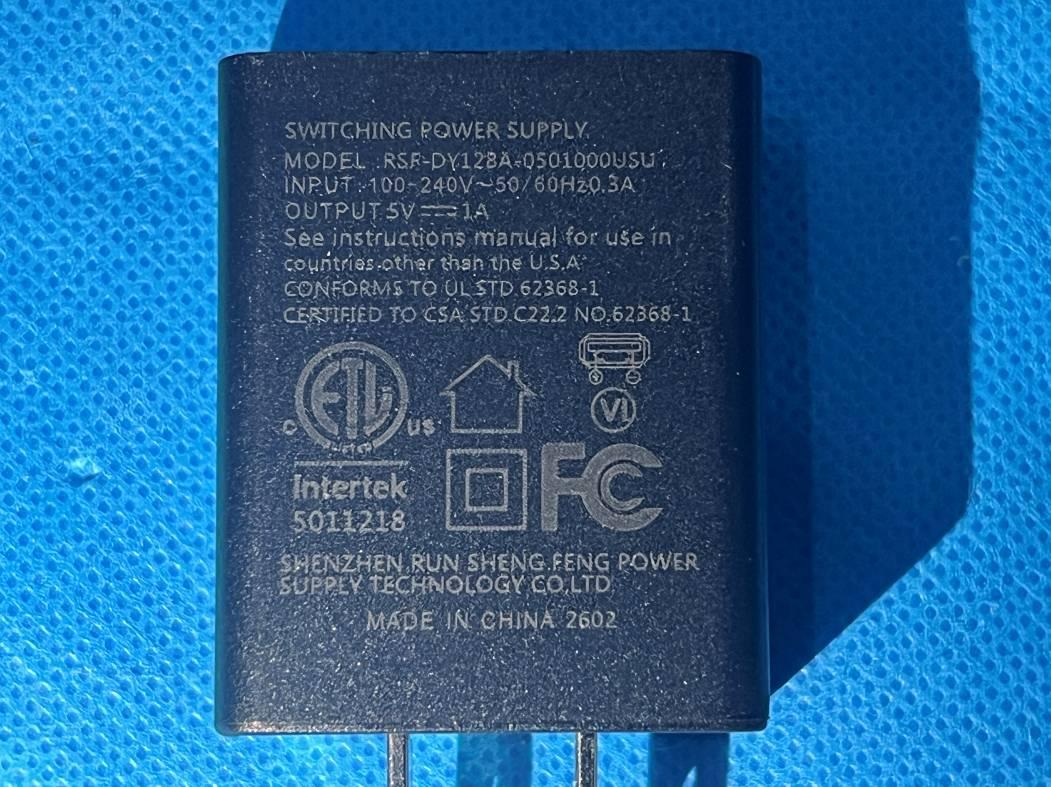 SWITCHING POWER SUPPLY
MODEL: RSF-DY128A-0501000USU
INPUT: 100-240V~50/60Hz0.3A
OUTPUT:5V⎓1A
See instructions manual for use in
countries other than the U.S.A
CONFORMS TO UL STD.62368-1
CERTIFIED TO CSA STD.C22.2 NO.62368-1
c ETL us
VI
FC
Intertek
5011218
SHENZHEN RUN SHENG FENG POWER
SUPPLY TECHNOLOGY CO,LTD
MADE IN CHINA 2602